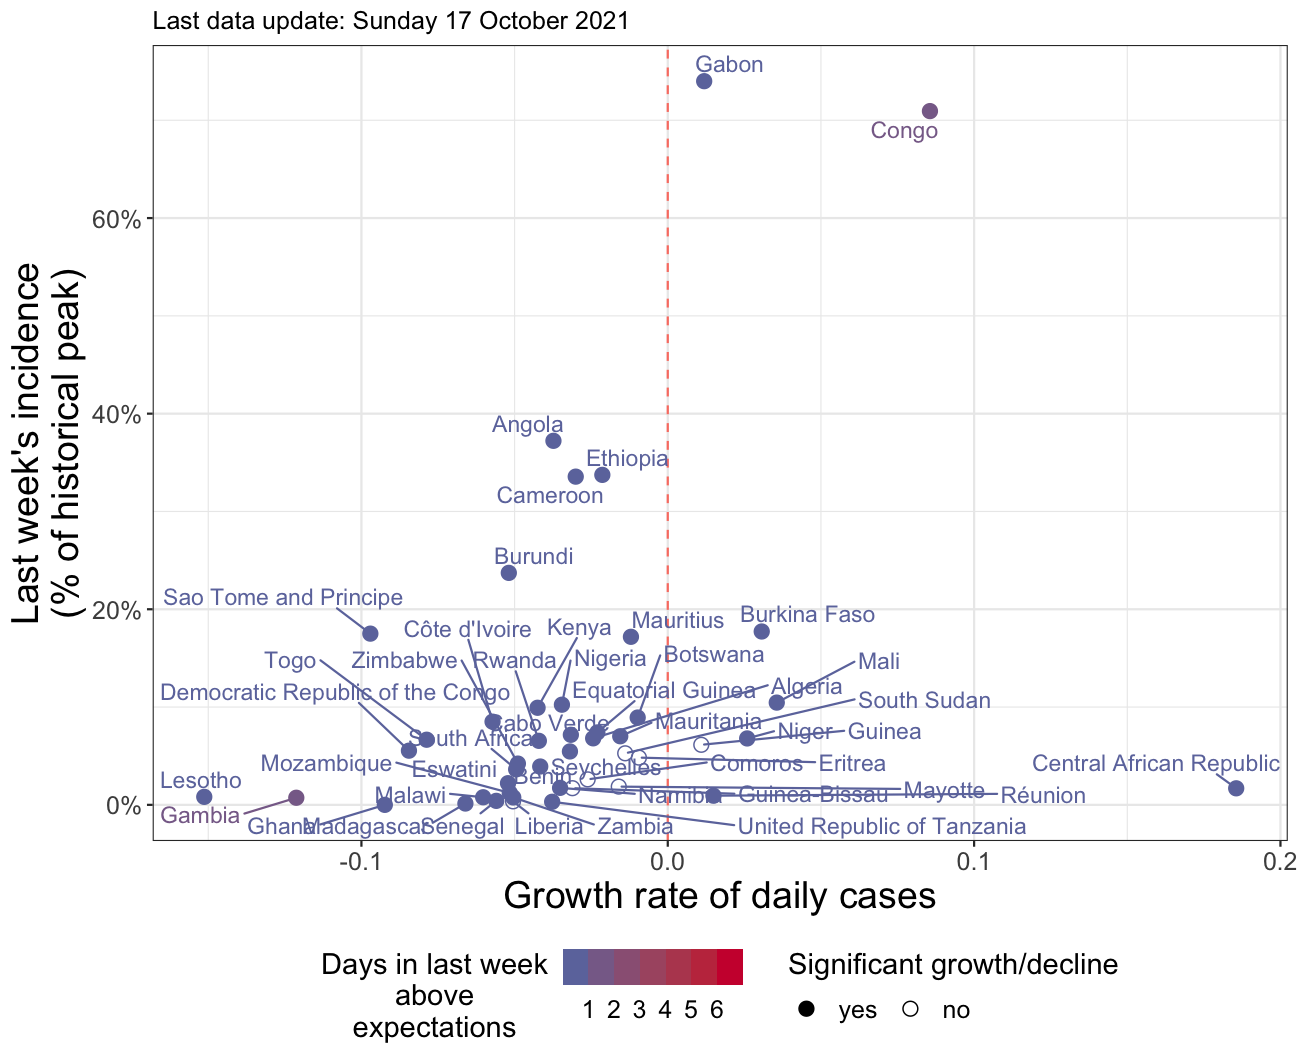 Last data update: Sunday 17 October 2021
Last week's incidence
(% of historical peak)
60%
40%
20%
0%
Gabon
Congo
Angola
Ethiopia
Cameroon
Burundi
Sao Tome and Principe
Burkina Faso
Mauritius
Côte d'Ivoire
Kenya
Togo
Zimbabwe
Rwanda
Nigeria
Botswana
Mali
Democratic Republic of the Congo
Equatorial Guinea
Algeria
South Sudan
Cabo Verde
Mauritania
Niger
Guinea
South Africa
Mozambique
Eswatini
Benin
Seychelles
Comoros
Eritrea
Central African Republic
Lesotho
Gambia
Malawi
Namibia
Guinea-Bissau
Mayotte
Réunion
Ghana
Madagascar
Senegal
Liberia
Zambia
United Republic of Tanzania
-0.1
0.0
0.1
0.2
Growth rate of daily cases
Days in last week
above
expectations
1 2 3 4 5 6
Significant growth/decline
yes
no